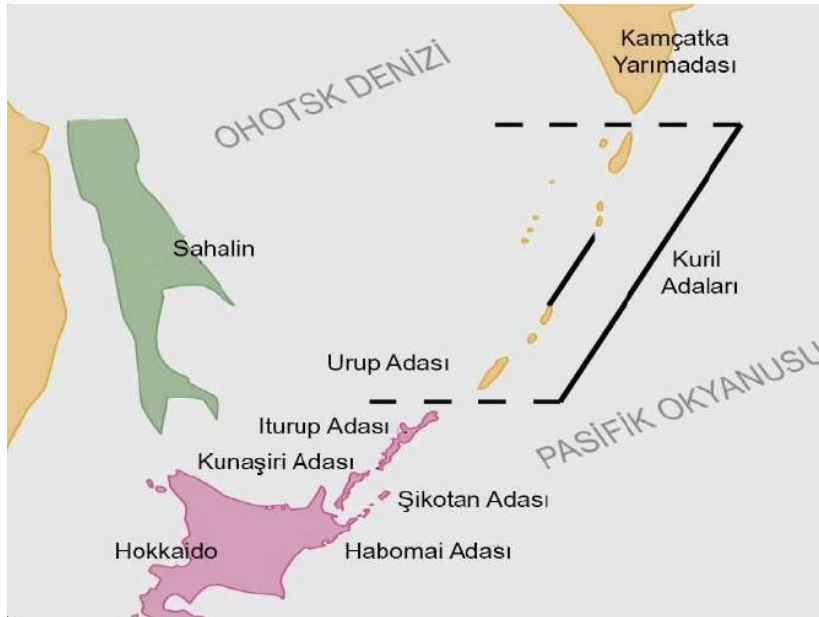 Kamçatka
Yarımadası
OHOTSK DENİZİ
Sahalin
Kuril
Adaları
Urup Adası
PASİFİK OKYANUSU
Iturup Adası
Kunaşiri Adası
Şikotan Adası
Hokkaido
Habomai Adası